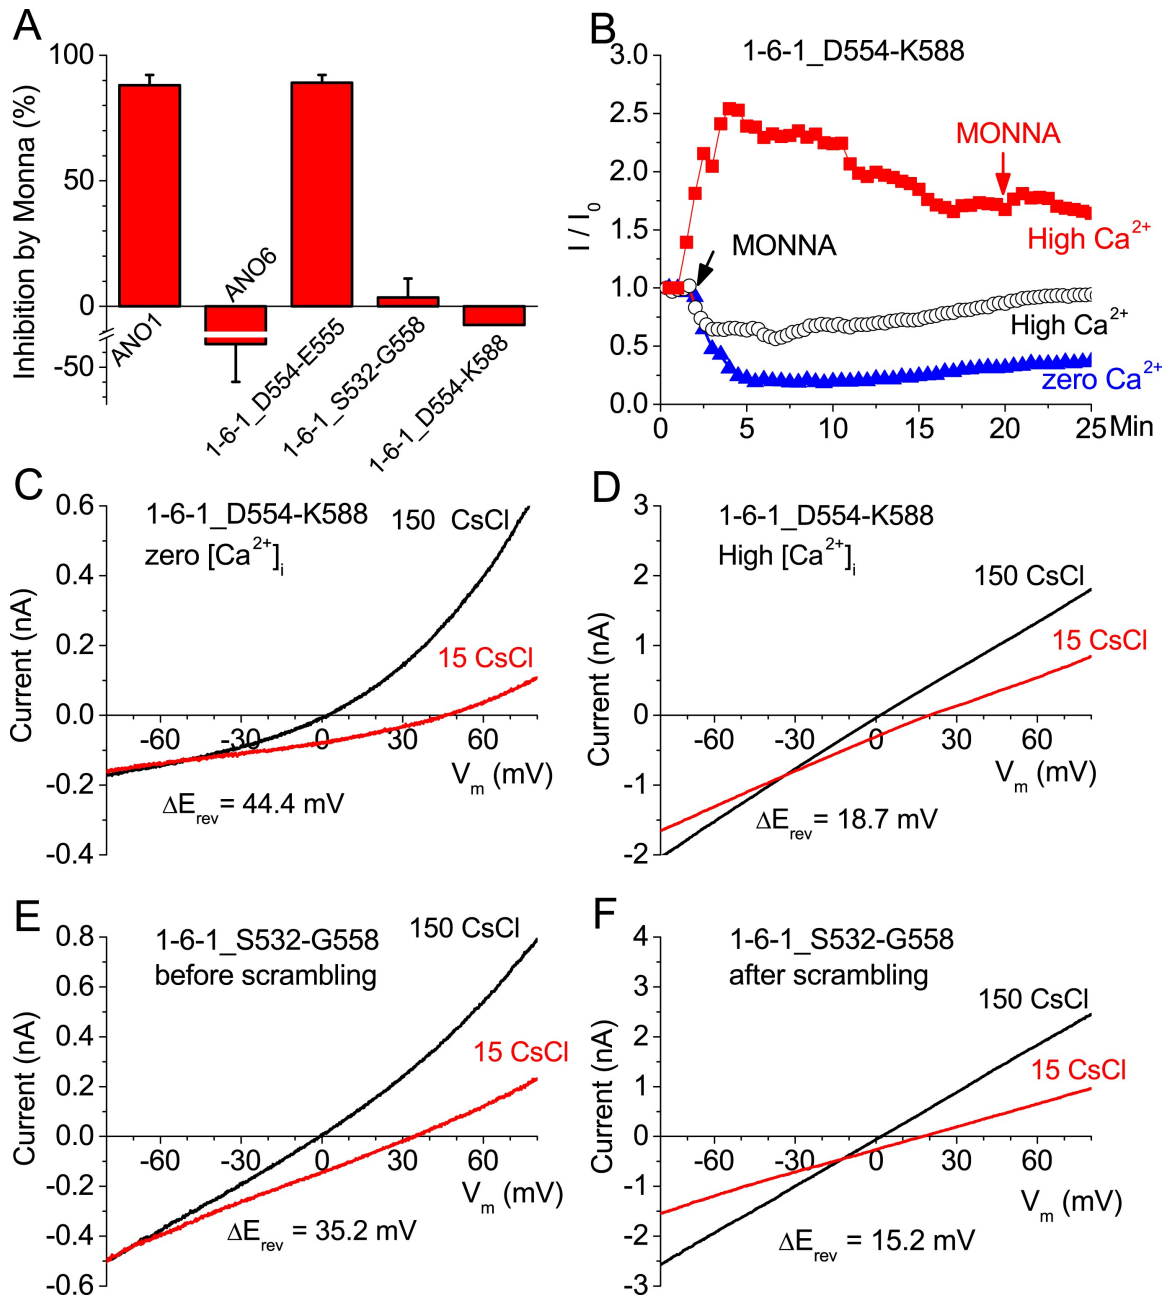 A
Inhibition by Monna (%)
100
50
0
-50
ANO1
ANO6
1-6-1_D554-E555
1-6-1_S532-G558
1-6-1_D554-K588
B
1-6-1_D554-K588
I / I₀
3.0
2.5
2.0
1.5
1.0
0.5
0.0
MONNA
High Ca²⁺
MONNA
High Ca²⁺
zero Ca²⁺
0 5 10 15 20 25 Min
C
1-6-1_D554-K588
zero [Ca²⁺]ᵢ
150 CsCl
15 CsCl
Current (nA)
0.6
0.4
0.2
0.0
-0.2
-0.4
-60 -30 0 30 60
Vₘ (mV)
ΔE_rev = 44.4 mV
D
1-6-1_D554-K588
High [Ca²⁺]ᵢ
150 CsCl
15 CsCl
Current (nA)
3
2
1
0
-1
-2
-60 -30 0 30 60
Vₘ (mV)
ΔE_rev = 18.7 mV
E
1-6-1_S532-G558
before scrambling
150 CsCl
15 CsCl
Current (nA)
0.8
0.6
0.4
0.2
0.0
-0.2
-0.4
-0.6
-60 -30 0 30 60
Vₘ (mV)
ΔE_rev = 35.2 mV
F
1-6-1_S532-G558
after scrambling
150 CsCl
15 CsCl
Current (nA)
4
3
2
1
0
-1
-2
-3
-60 -30 0 30 60
Vₘ (mV)
ΔE_rev = 15.2 mV